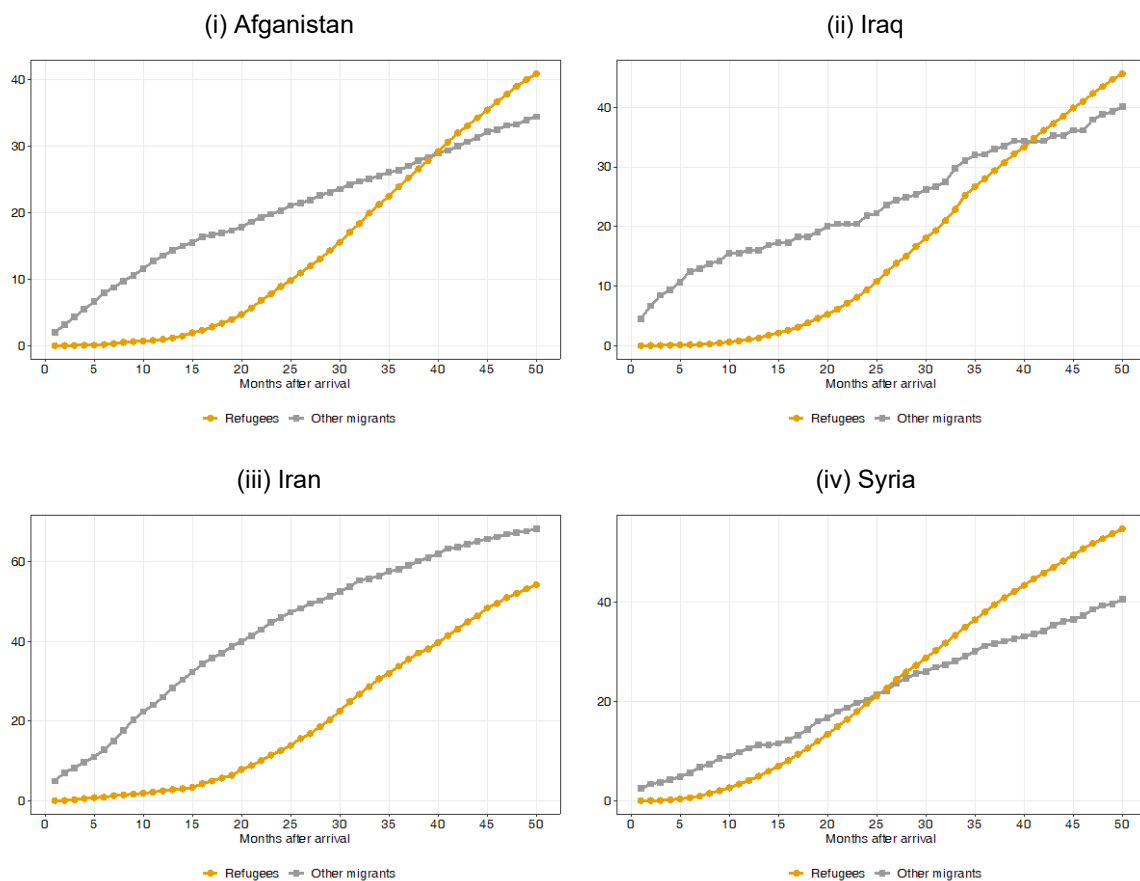 (i) Afganistan
40
30
20
10
0
0 5 10 15 20 25 30 35 40 45 50
Months after arrival
Refugees Other migrants
(ii) Iraq
40
30
20
10
0
0 5 10 15 20 25 30 35 40 45 50
Months after arrival
Refugees Other migrants
(iii) Iran
60
40
20
0
0 5 10 15 20 25 30 35 40 45 50
Months after arrival
Refugees Other migrants
(iv) Syria
40
20
0
0 5 10 15 20 25 30 35 40 45 50
Months after arrival
Refugees Other migrants